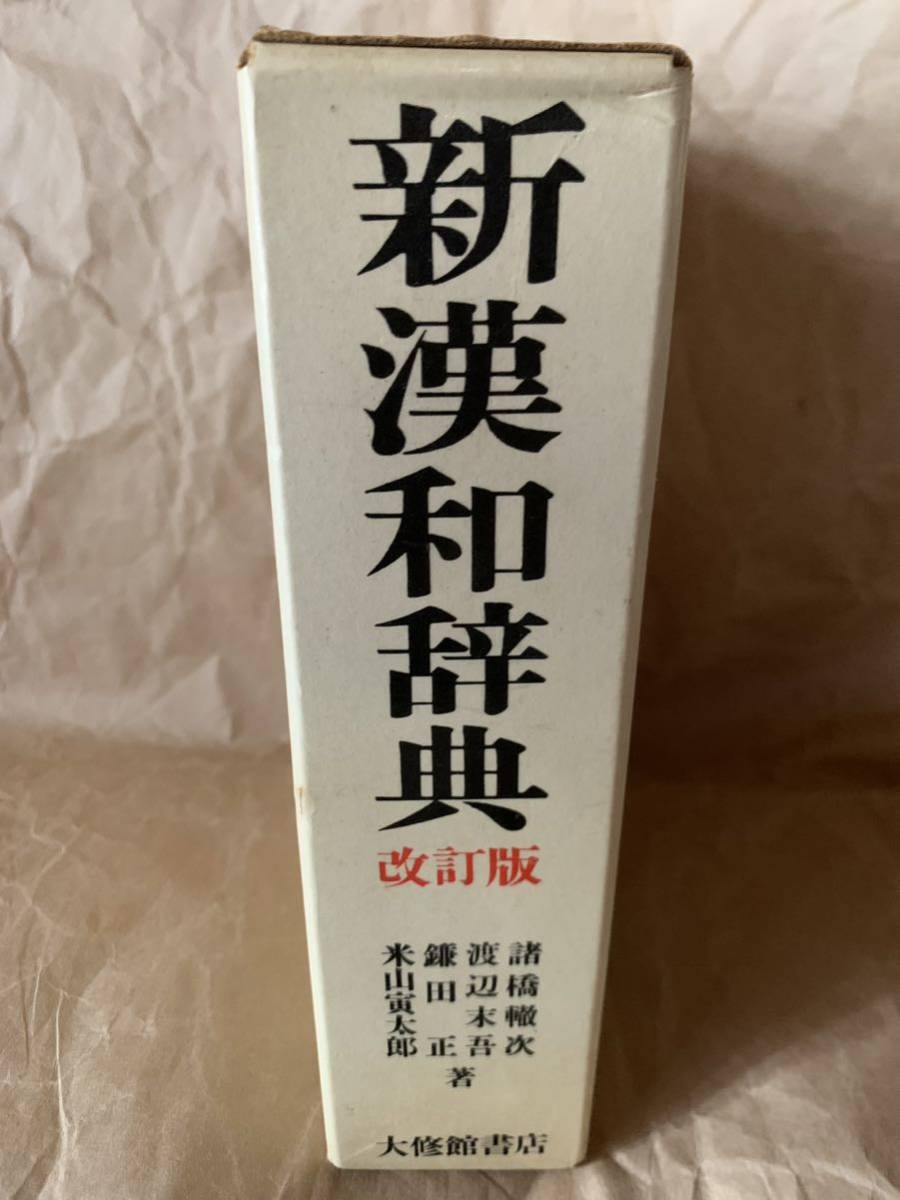 新漢和辞典
改訂版
諸橋轍次
渡辺末吾
鎌田正
米山寅太郎
著
大修館書店